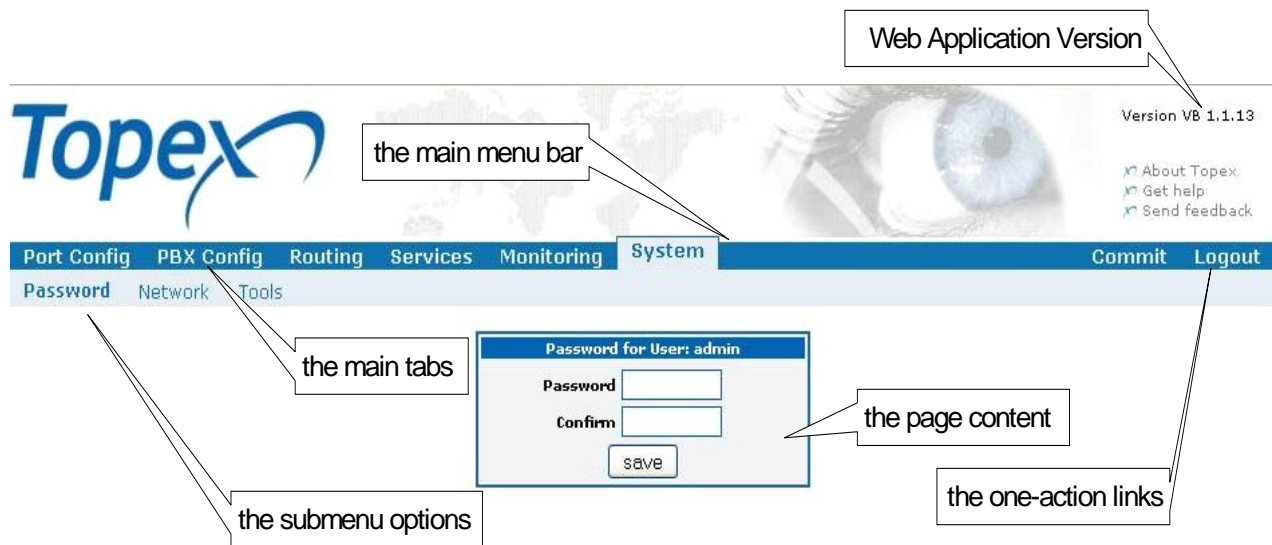 Web Application Version
Topex
Version VB 1.1.13
the main menu bar
About Topex
Get help
Send feedback
Port Config PBX Config Routing Services Monitoring System Commit Logout
Password Network Tools
Password for User: admin
the main tabs
Password
Confirm
the page content
save
the one-action links
the submenu options